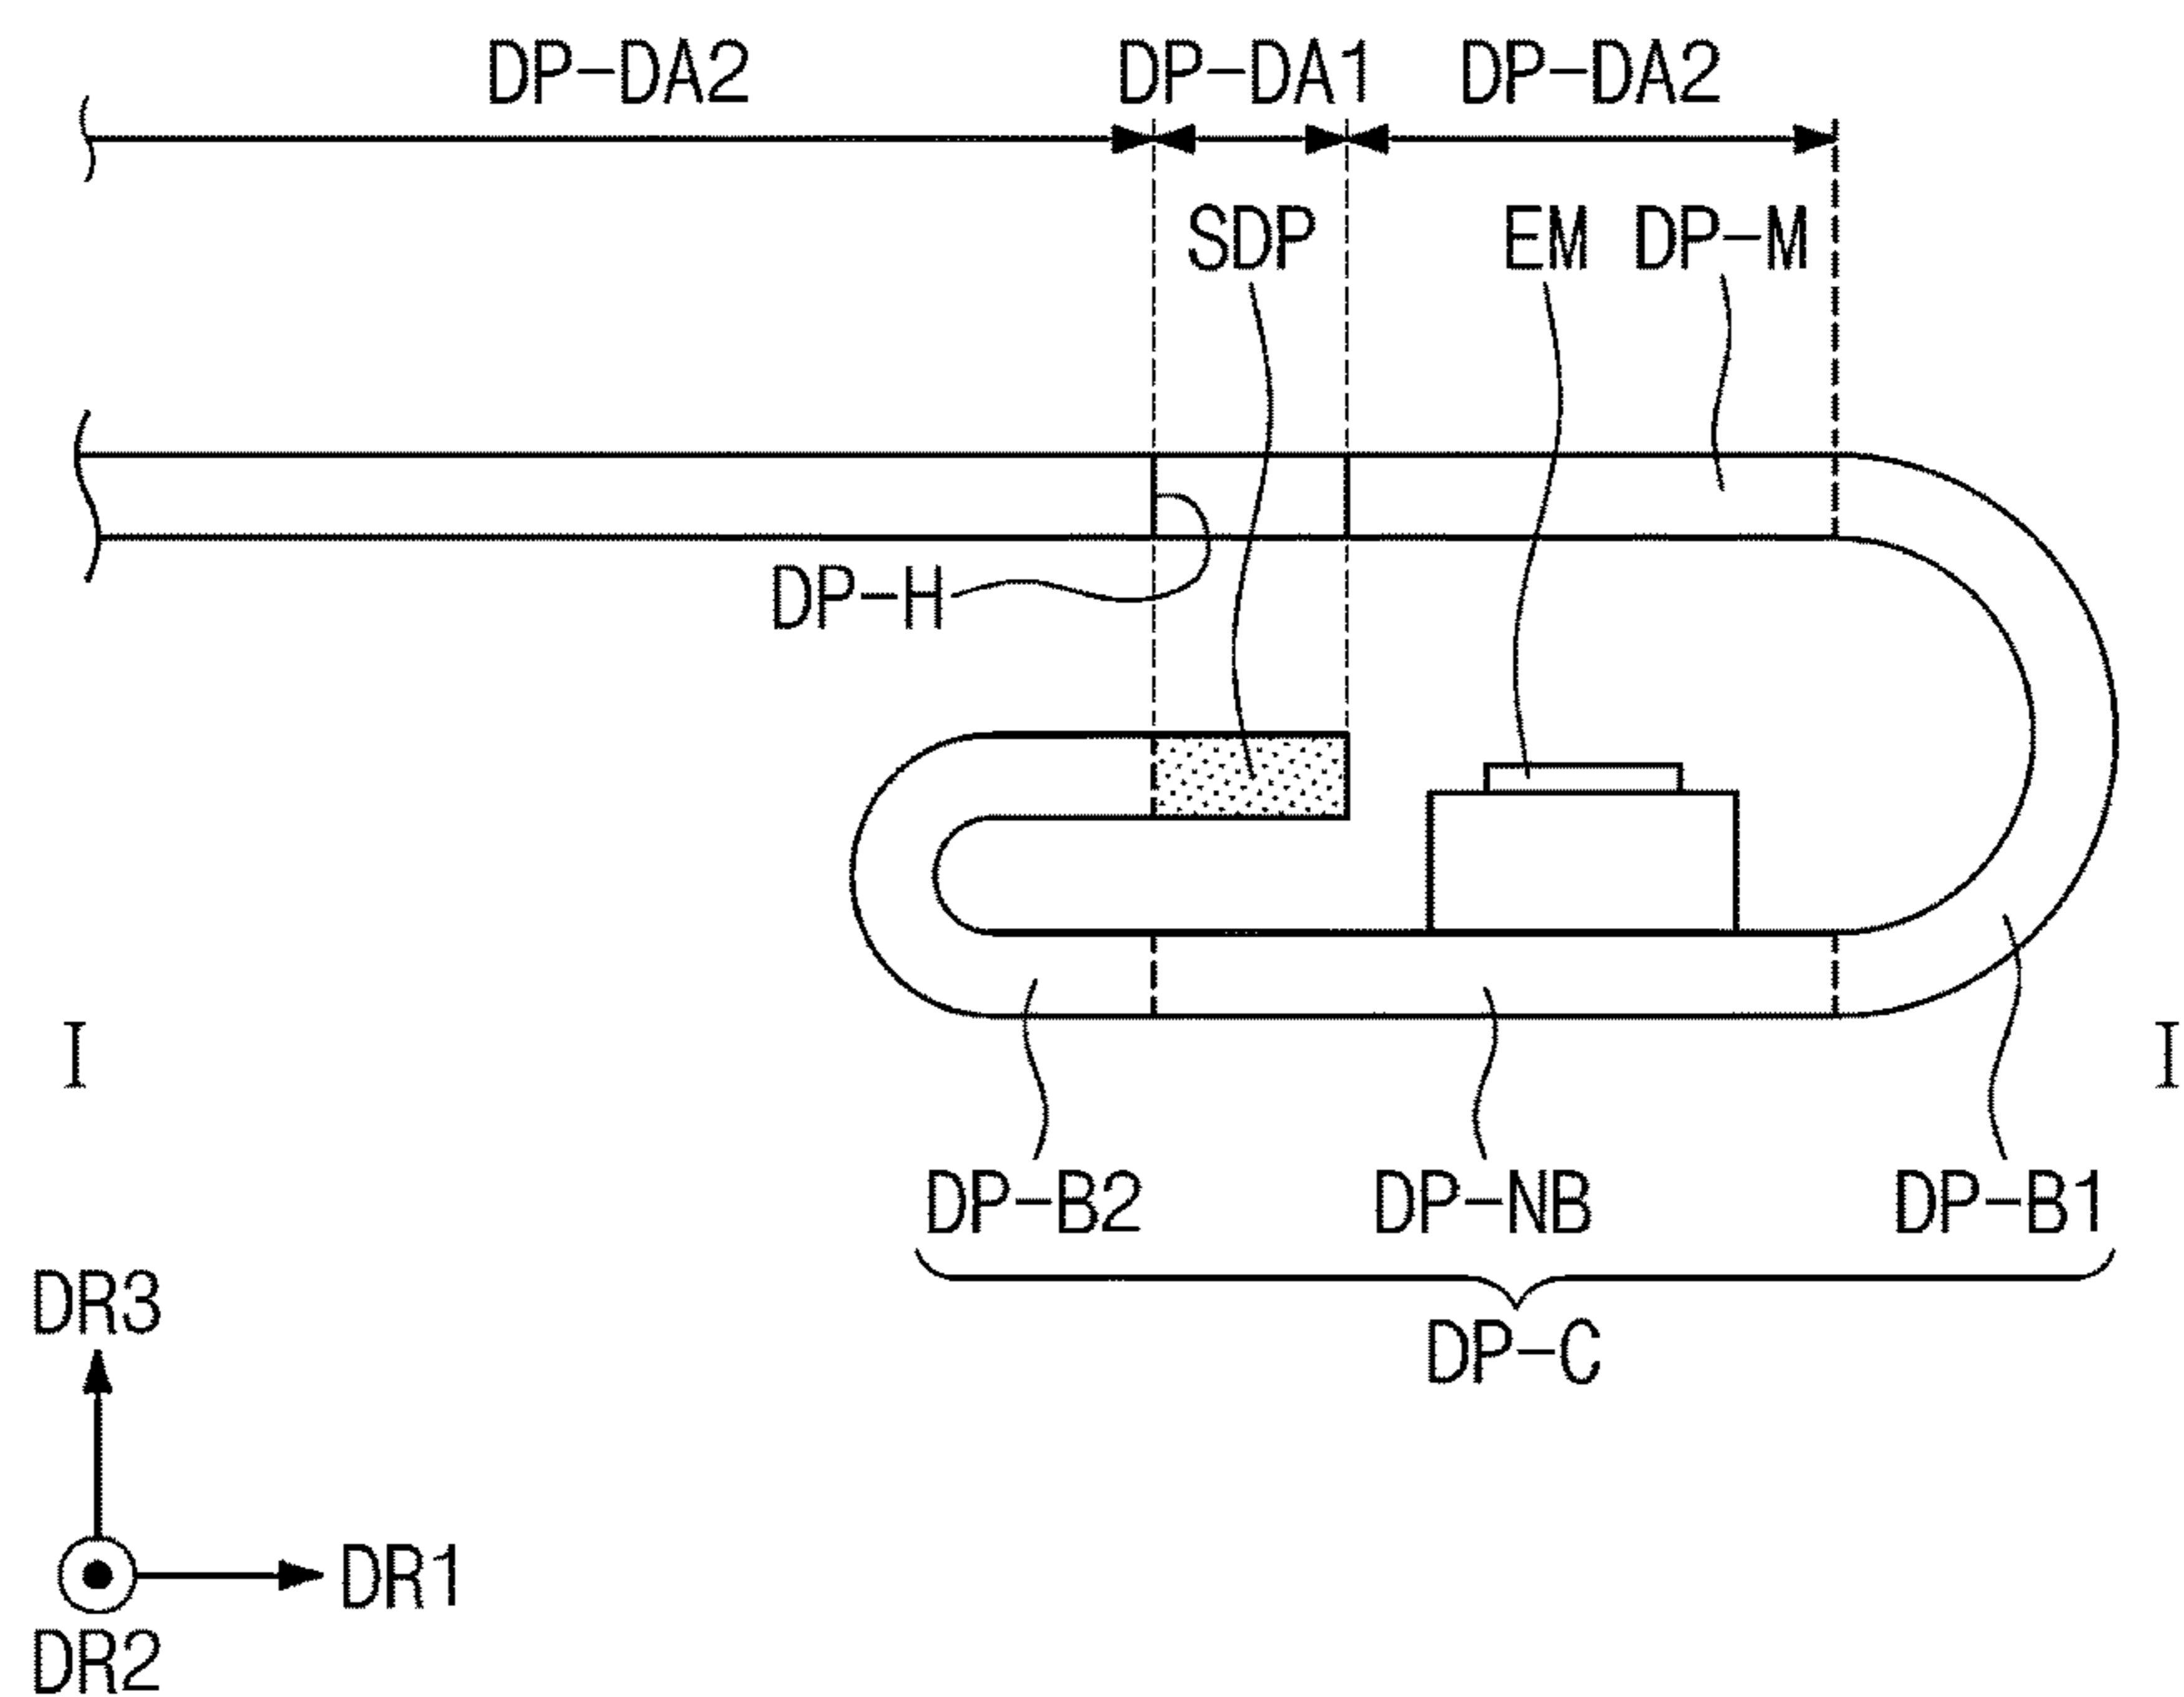 DP-DA2 DP-DA1 DP-DA2
SDP EM DP-M
DP-H
I I
DP-B2 DP-NB DP-B1
DP-C
DR3
DR1
DR2